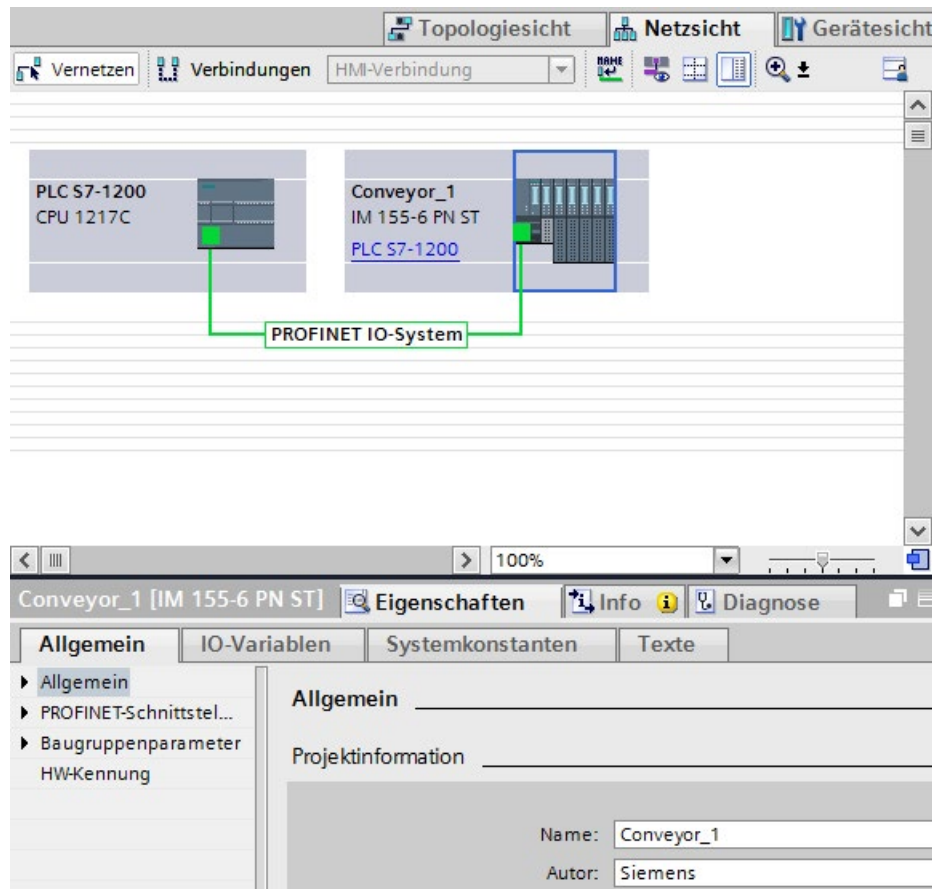 Topologiesicht Netzsicht Gerätesicht
Vernetzen Verbindungen HMI-Verbindung NAME
PLC S7-1200
CPU 1217C
Conveyor_1
IM 155-6 PN ST
PLC S7-1200
PROFINET IO-System
100%
Conveyor_1 [IM 155-6 PN ST] Eigenschaften Info Diagnose
Allgemein IO-Variablen Systemkonstanten Texte
Allgemein
PROFINET-Schnittstel...
Baugruppenparameter
HW-Kennung
Allgemein
Projektinformation
Name: Conveyor_1
Autor: Siemens